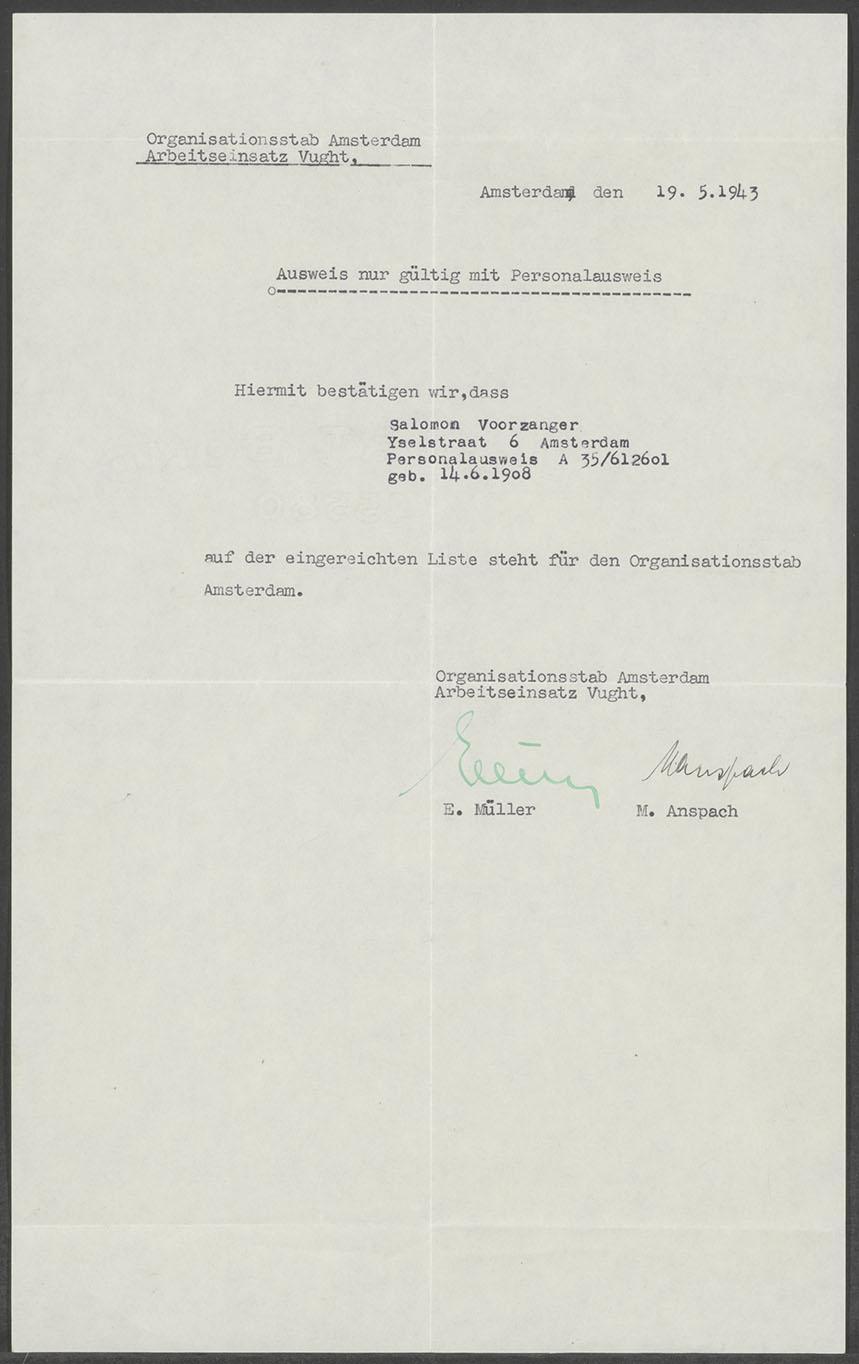 Organisationsstab Amsterdam
Arbeitseinsatz Vught,
Amsterdam, den 19. 5.1943
Ausweis nur gültig mit Personalausweis
Hiermit bestätigen wir,dass
Salomon Voorzanger
Yselstraat 6 Amsterdam
Personalausweis A 35/6126o1
geb. 14.6.19o8
auf der eingereichten Liste steht für den Organisationsstab
Amsterdam.
Organisationsstab Amsterdam
Arbeitseinsatz Vught,
E. Müller M. Anspach